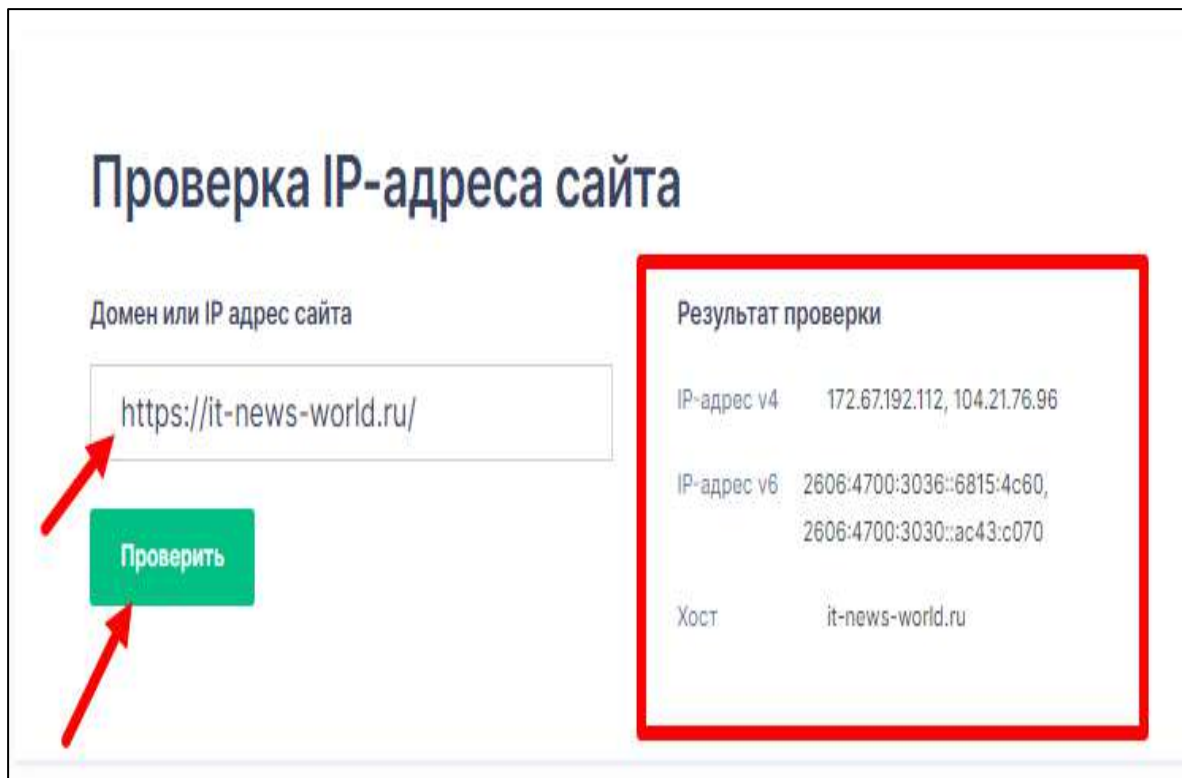 Проверка IP-адреса сайта
Домен или IP адрес сайта
https://it-news-world.ru/
Проверить
Результат проверки
IP-адрес v4 172.67.192.112, 104.21.76.96
IP-адрес v6 2606:4700:3036::6815:4c60,
2606:4700:3030::ac43:c070
Хост it-news-world.ru